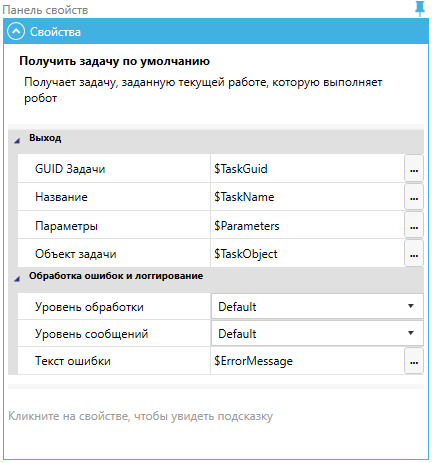 Панель свойств
Свойства
Получить задачу по умолчанию
Получает задачу, заданную текущей работе, которую выполняет
робот
Выход
GUID Задачи $TaskGuid ...
Название $TaskName ...
Параметры $Parameters ...
Объект задачи $TaskObject ...
Обработка ошибок и логгирование
Уровень обработки Default
Уровень сообщений Default
Текст ошибки $ErrorMessage ...
Кликните на свойстве, чтобы увидеть подсказку